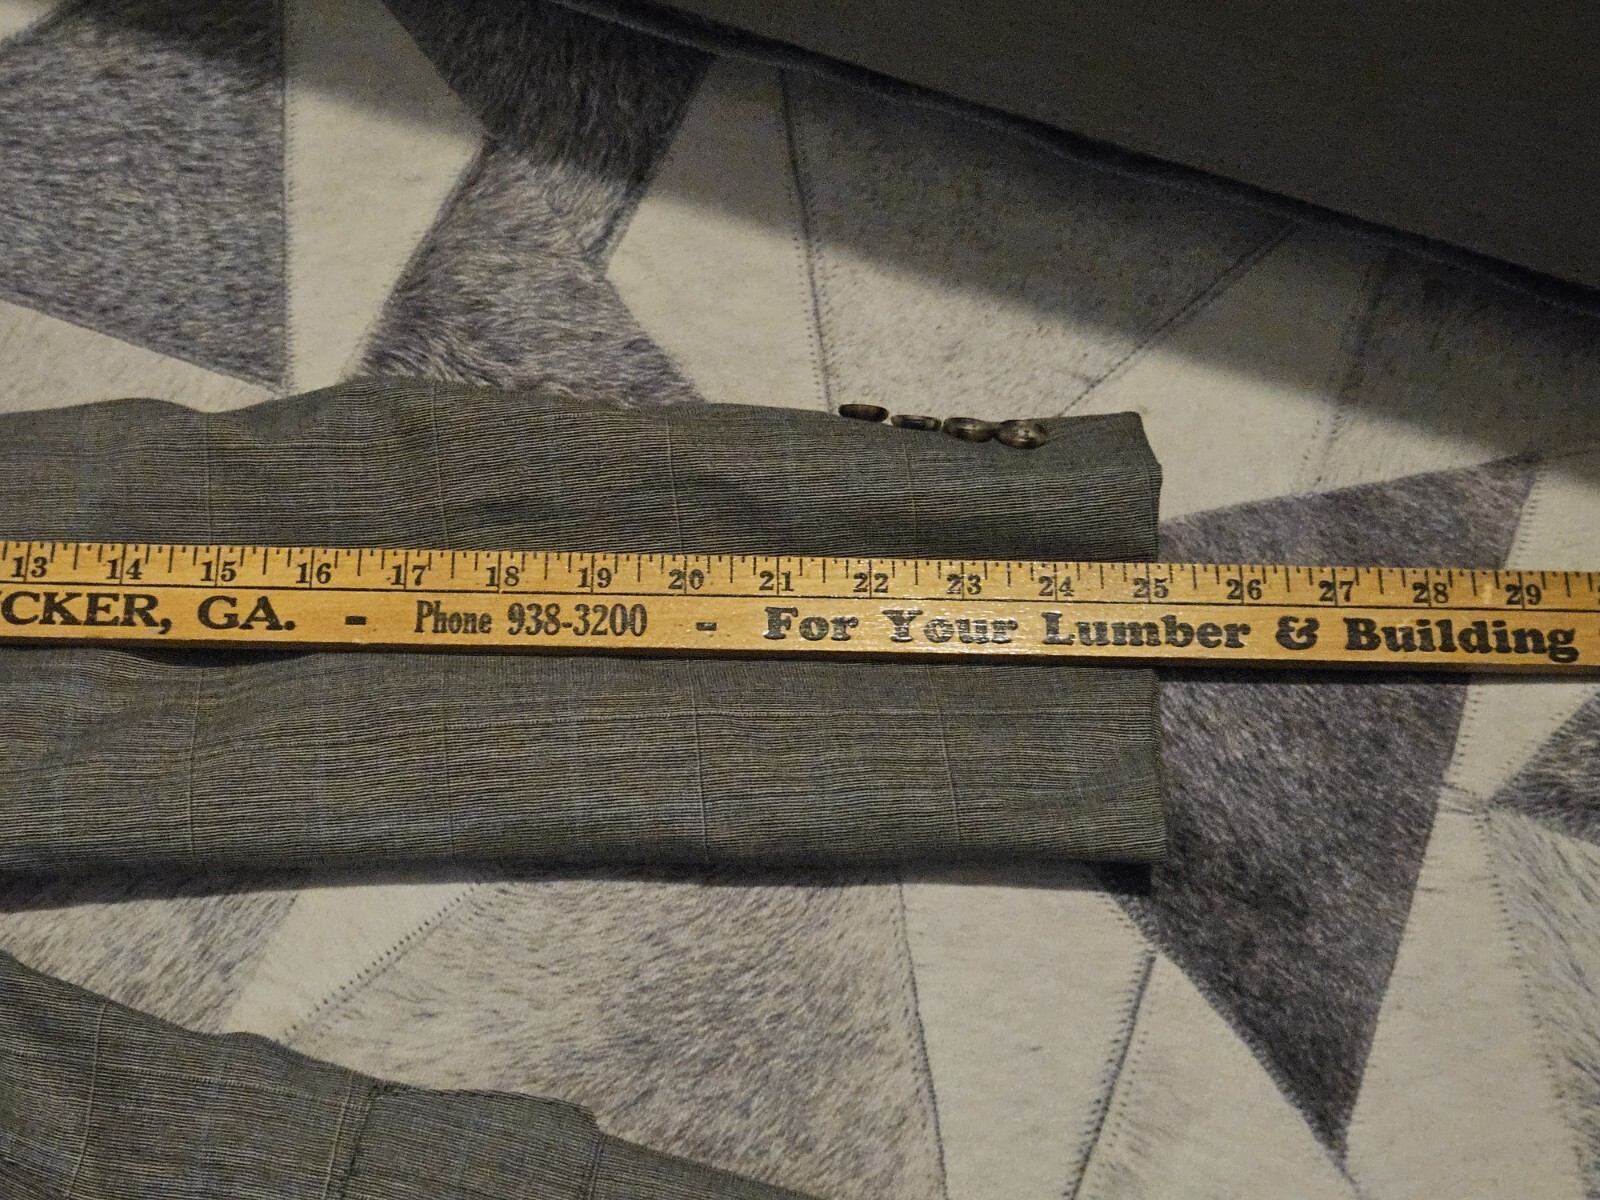 13 14 15 16 17 18 19 20 21 22 23 24 25 26 27 28 29
CKER, GA. - Phone 938-3200 - For Your Lumber & Building